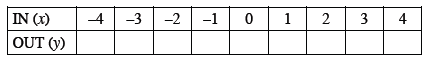 IN (x) –4 –3 –2 –1 0 1 2 3 4
OUT (y)